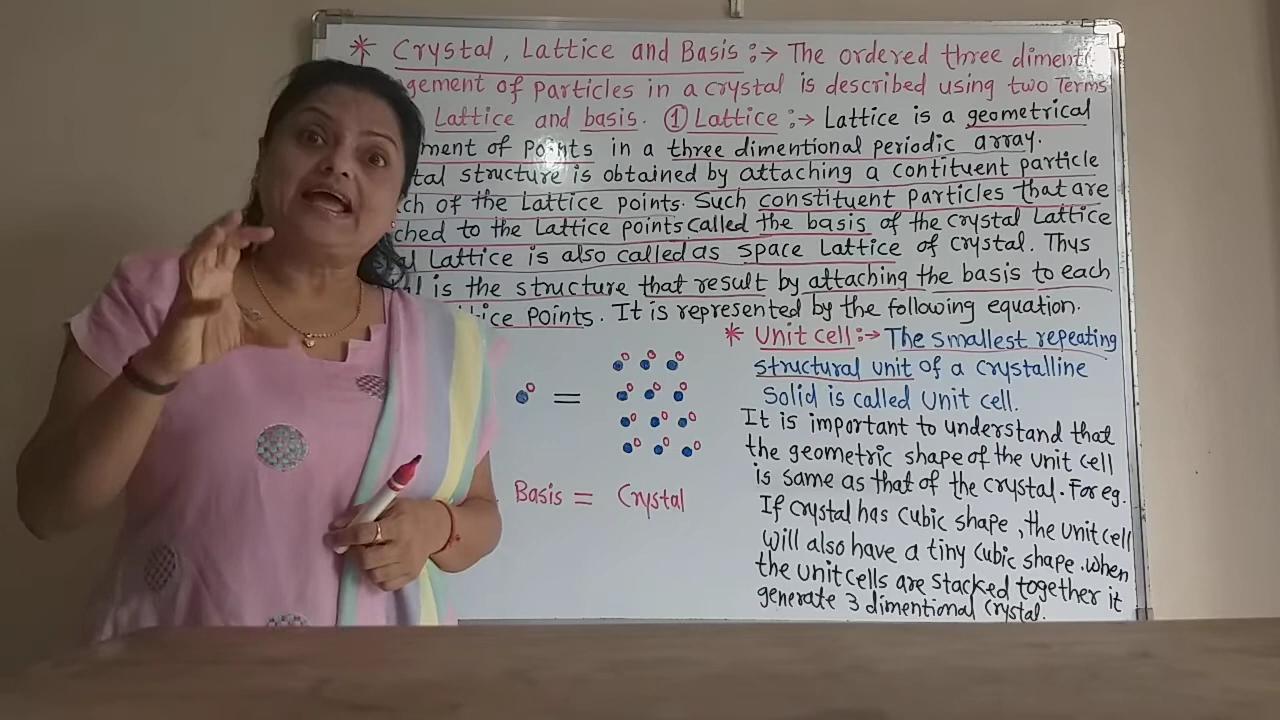 * Crystal, Lattice and Basis :→ The ordered three diment
gement of particles in a crystal is described using two Terms
Lattice and basis. ① Lattice :→ Lattice is a geometrical
ment of points in a three dimentional periodic array.
tal structure is obtained by attaching a contituent particle
ch of the Lattice points. Such constituent particles that are
ched to the Lattice points called the basis of the crystal Lattice
al Lattice is also called as space Lattice of crystal. Thus
is the structure that result by attaching the basis to each
tice points. It is represented by the following equation.
=
Basis = Crystal
* Unit cell :→ The smallest repeating
structural unit of a crystalline
Solid is called Unit cell.
It is important to understand that
the geometric shape of the unit cell
is same as that of the crystal. For eg.
If crystal has cubic shape, the unit cell
will also have a tiny cubic shape. when
the unit cells are stacked together it
generate 3 dimentional crystal.